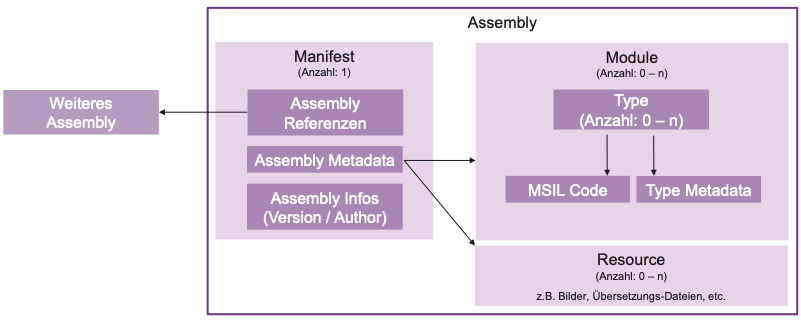 Assembly
Manifest
(Anzahl: 1)
Assembly
Referenzen
Assembly Metadata
Assembly Infos
(Version / Author)
Weiteres
Assembly
Module
(Anzahl: 0 – n)
Type
(Anzahl: 0 – n)
MSIL Code
Type Metadata
Resource
(Anzahl: 0 – n)
z.B. Bilder, Übersetzungs-Dateien, etc.